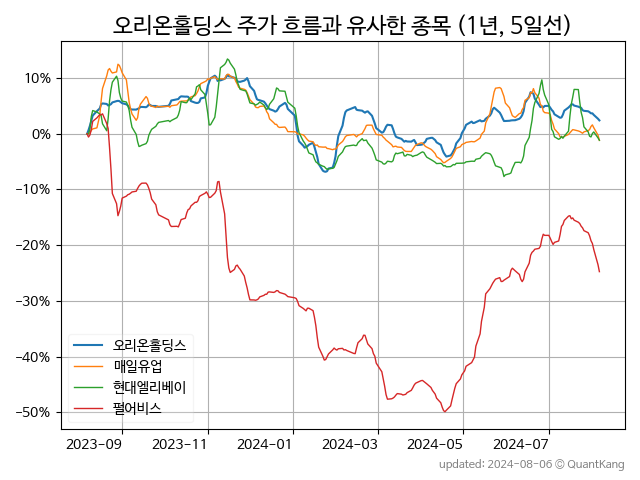 오리온홀딩스 주가 흐름과 유사한 종목 (1년, 5일선)
10%
0%
−10%
−20%
−30%
−40%
−50%
오리온홀딩스
매일유업
현대엘리베이
펄어비스
2023-09 2023-11 2024-01 2024-03 2024-05 2024-07
updated: 2024-08-06 © QuantKang